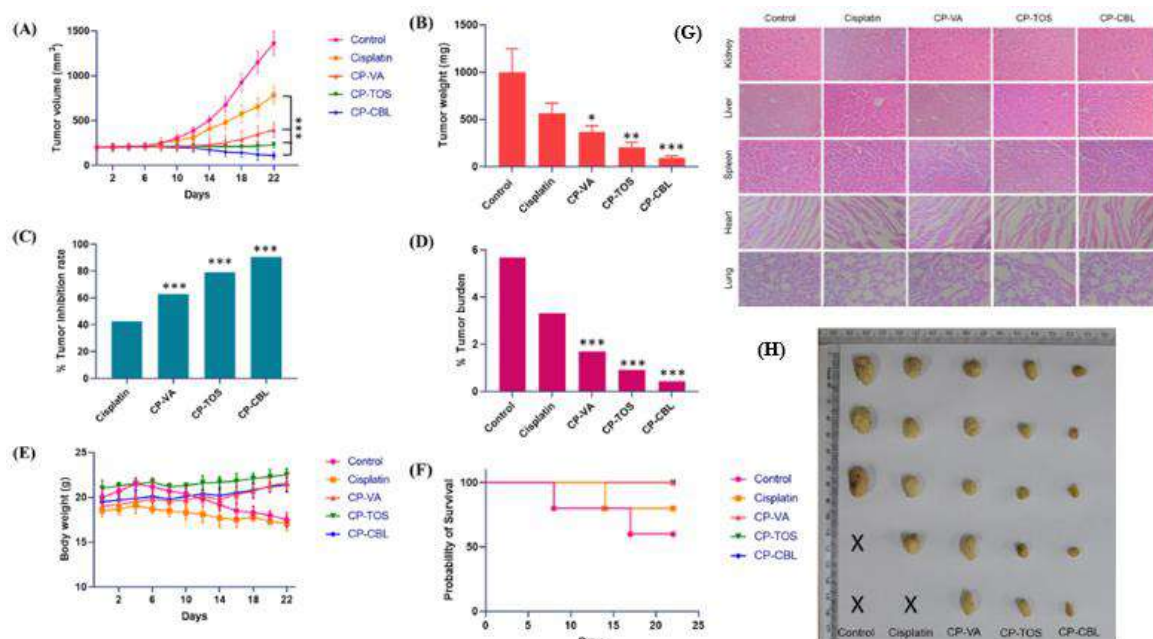 (A)
1500
1000
500
0
Tumor volume (mm³)
2 6 10 14 18 22
Days
Control
Cisplatin
CP-VA
CP-TOS
CP-CBL
***
(B)
1500
1000
500
0
Tumor weight (mg)
* ** ***
Control Cisplatin CP-VA CP-TOS CP-CBL
(C)
100
80
60
40
20
0
% Tumor Inhibition rate
*** *** ***
Cisplatin CP-VA CP-TOS CP-CBL
(D)
6
4
2
0
% Tumor burden
*** *** ***
Control Cisplatin CP-VA CP-TOS CP-CBL
(E)
25
20
15
10
Body weight (g)
2 6 10 14 18 22
Days
Control
Cisplatin
CP-VA
CP-TOS
CP-CBL
(F)
100
50
0
Probability of Survival
0 5 10 15 20 25
Control
Cisplatin
CP-VA
CP-TOS
CP-CBL
(G)
Control Cisplatin CP-VA CP-TOS CP-CBL
Kidney
Liver
Spleen
Heart
Lung
(H)
X
X X
Control Cisplatin CP-VA CP-TOS CP-CBL